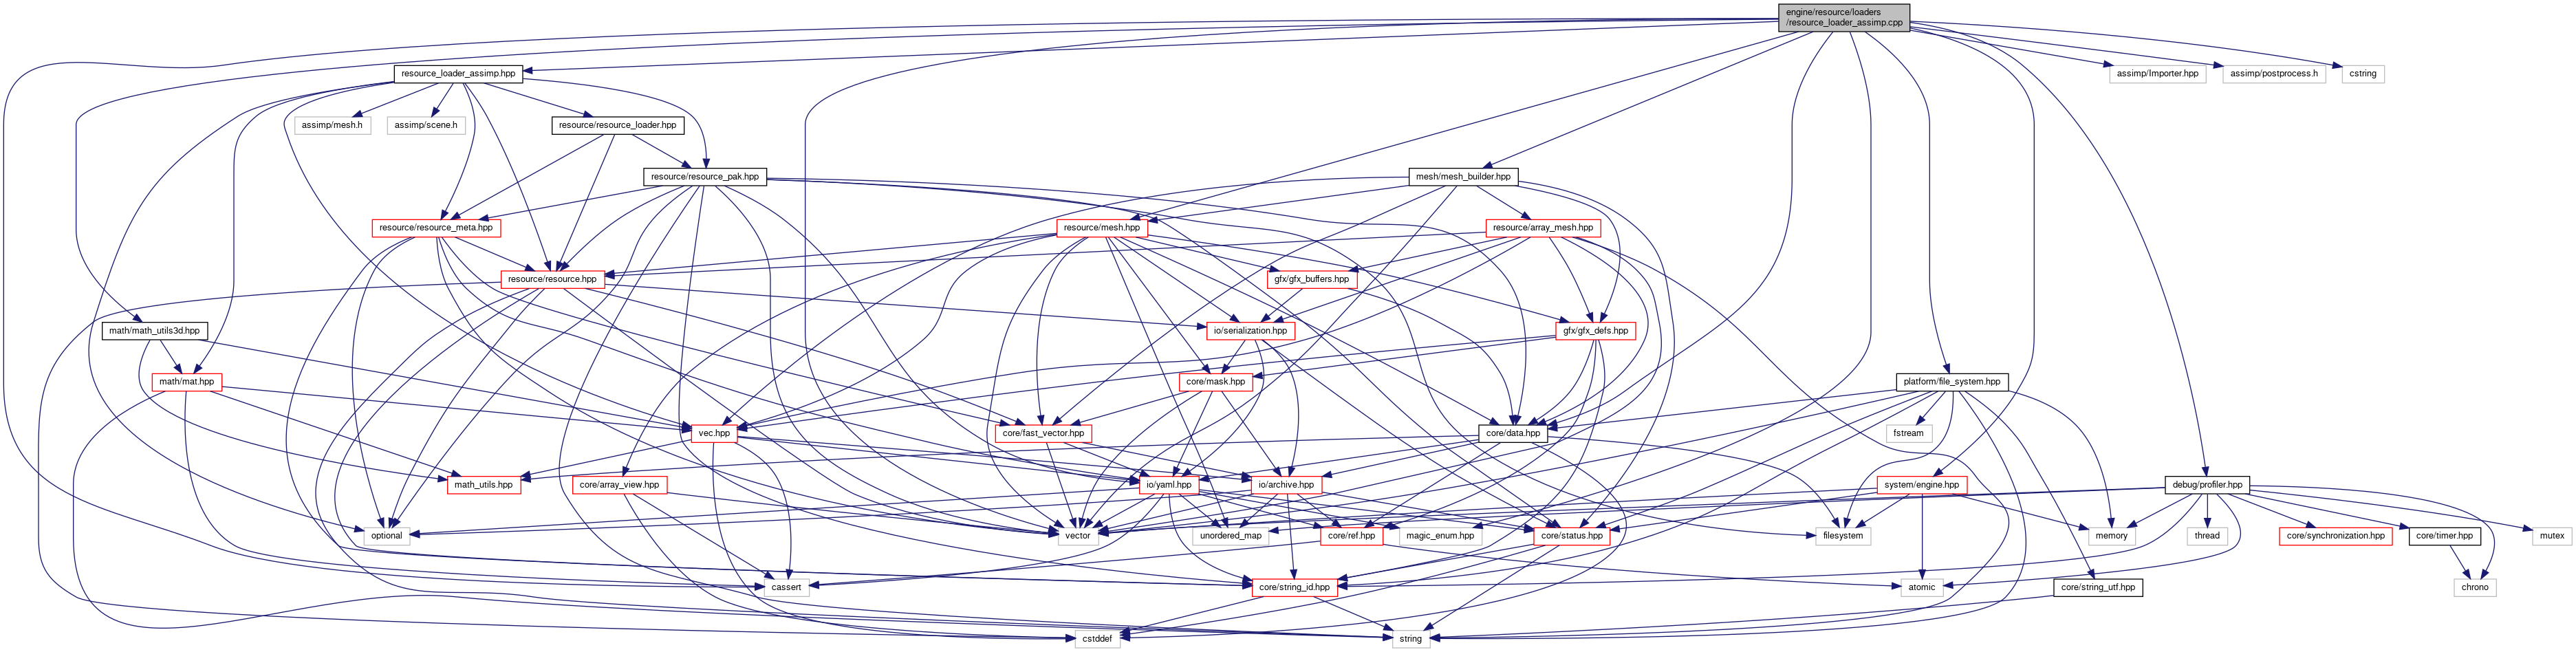 engine/resource/loaders
/resource_loader_assimp.cpp
resource_loader_assimp.hpp
assimp/Importer.hpp
assimp/postprocess.h
cstring
assimp/mesh.h
assimp/scene.h
resource/resource_loader.hpp
resource/resource_pak.hpp
mesh/mesh_builder.hpp
resource/resource_meta.hpp
resource/mesh.hpp
resource/array_mesh.hpp
resource/resource.hpp
gfx/gfx_buffers.hpp
math/math_utils3d.hpp
io/serialization.hpp
gfx/gfx_defs.hpp
math/mat.hpp
core/mask.hpp
platform/file_system.hpp
vec.hpp
core/fast_vector.hpp
core/data.hpp
fstream
math_utils.hpp
core/array_view.hpp
io/yaml.hpp
io/archive.hpp
system/engine.hpp
debug/profiler.hpp
optional
vector
unordered_map
core/ref.hpp
magic_enum.hpp
core/status.hpp
filesystem
memory
thread
core/synchronization.hpp
core/timer.hpp
mutex
cassert
core/string_id.hpp
atomic
core/string_utf.hpp
chrono
cstddef
string